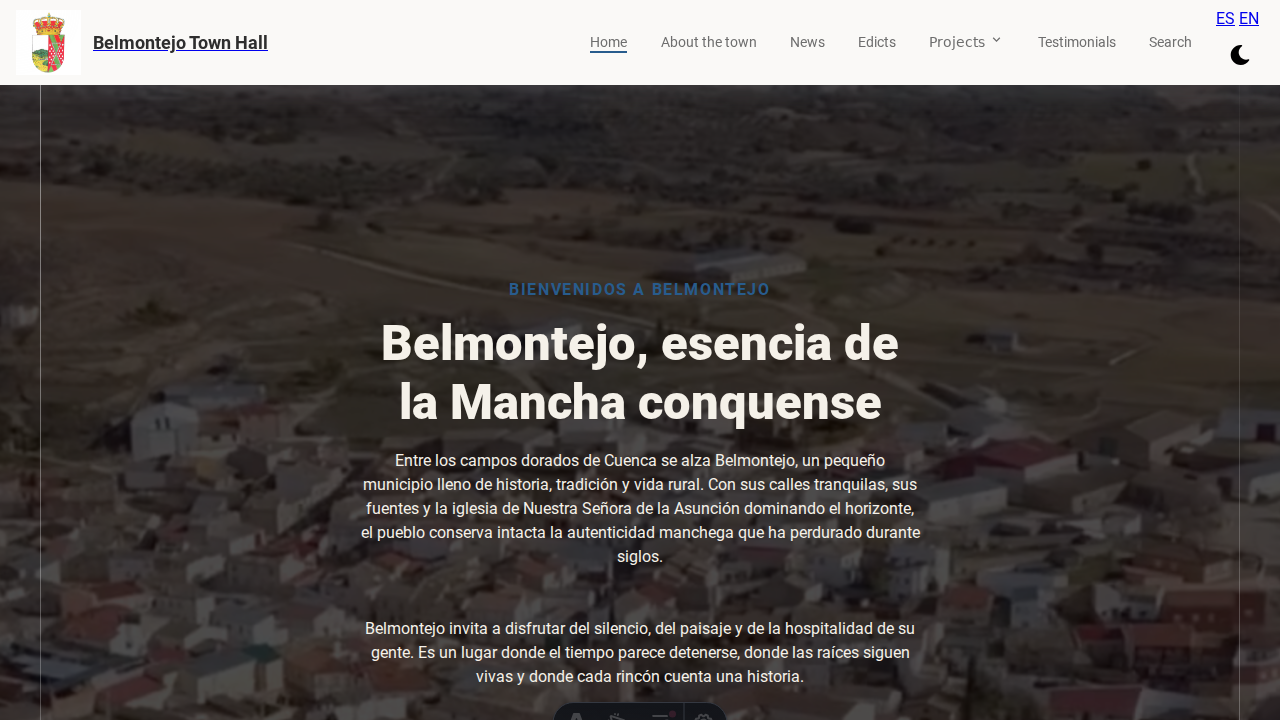 Belmontejo Town Hall
Home
About the town
News
Edicts
Projects
Testimonials
Search
ES EN
BIENVENIDOS A BELMONTEJO
Belmontejo, esencia de
la Mancha conquense
Entre los campos dorados de Cuenca se alza Belmontejo, un pequeño
municipio lleno de historia, tradición y vida rural. Con sus calles tranquilas, sus
fuentes y la iglesia de Nuestra Señora de la Asunción dominando el horizonte,
el pueblo conserva intacta la autenticidad manchega que ha perdurado durante
siglos.
Belmontejo invita a disfrutar del silencio, del paisaje y de la hospitalidad de su
gente. Es un lugar donde el tiempo parece detenerse, donde las raíces siguen
vivas y donde cada rincón cuenta una historia.